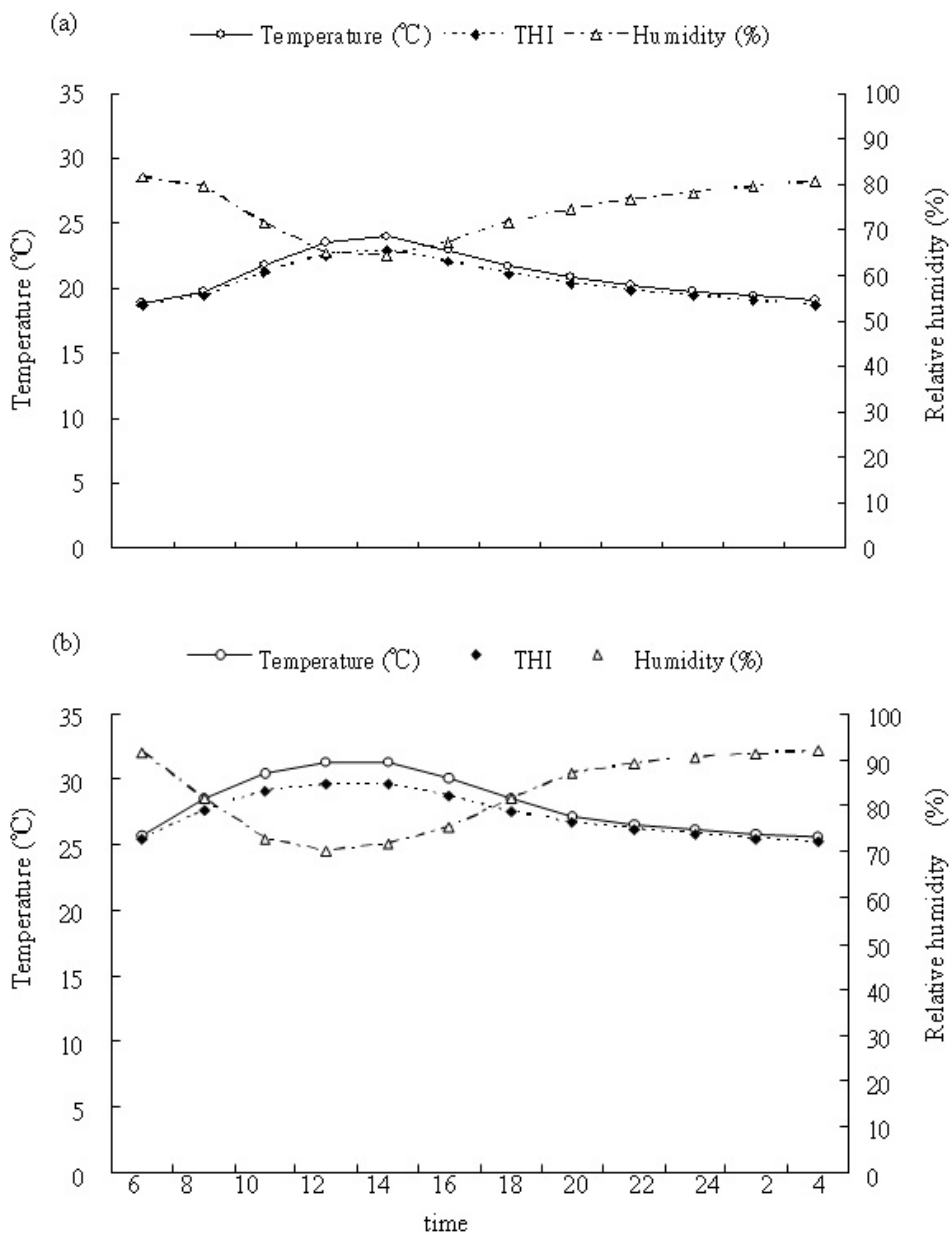 (a)
Temperature (℃) THI Humidity (%)
35 100
90
30 80
25 70
20 60
50
15 40
10 30
20
5 10
0 0
Temperature (℃)
Relative humidity (%)
(b)
Temperature (℃) THI Humidity (%)
35 100
30 90
80
25 70
20 60
50
15 40
10 30
20
5 10
0 0
Temperature (℃)
Relative humidity (%)
6 8 10 12 14 16 18 20 22 24 2 4
time